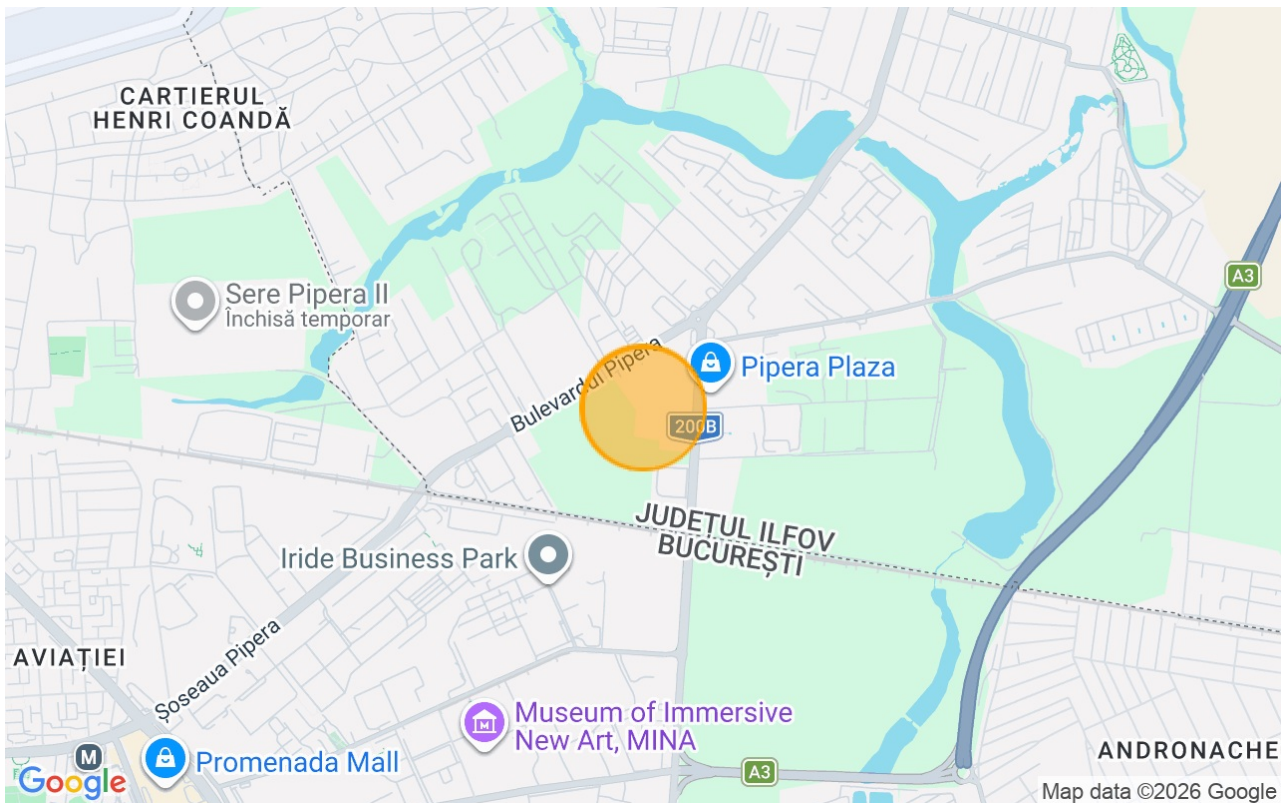 CARTIERUL
HENRI COANDĂ
A3
Sere Pipera II
Închisă temporar
Bulevardul Pipera
Pipera Plaza
200B
JUDEȚUL ILFOV
BUCUREȘTI
Iride Business Park
AVIAȚIEI
Șoseaua Pipera
Museum of Immersive
New Art, MINA
ANDRONACHE
M
Promenada Mall
A3
Google
Map data ©2026 Google